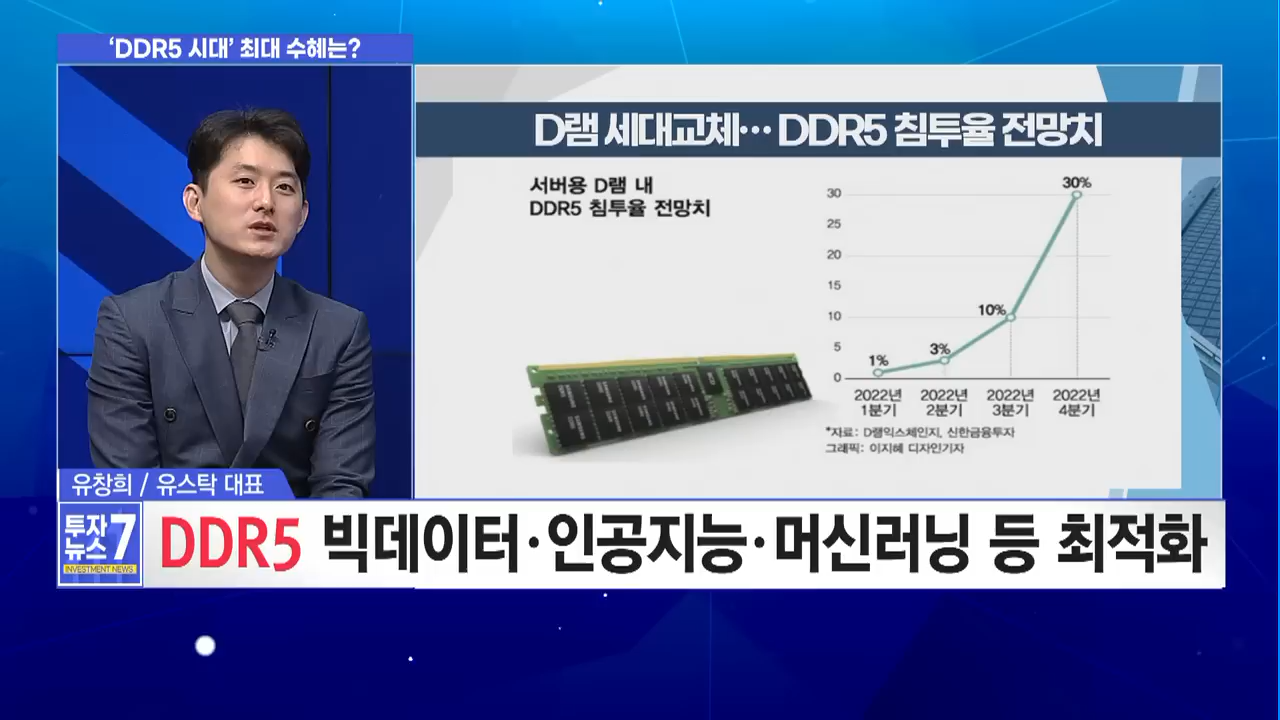 ‘DDR5 시대’ 최대 수혜는?
D램 세대교체… DDR5 침투율 전망치
서버용 D램 내
DDR5 침투율 전망치
30
25
20
15
10
5
0
1%
3%
10%
30%
2022년 1분기
2022년 2분기
2022년 3분기
2022년 4분기
*자료: D램익스체인지, 신한금융투자
그래픽: 이지혜 디자인기자
유창희 / 유스탁 대표
투자
뉴스 7
INVESTMENT NEWS
DDR5 빅데이터·인공지능·머신러닝 등 최적화